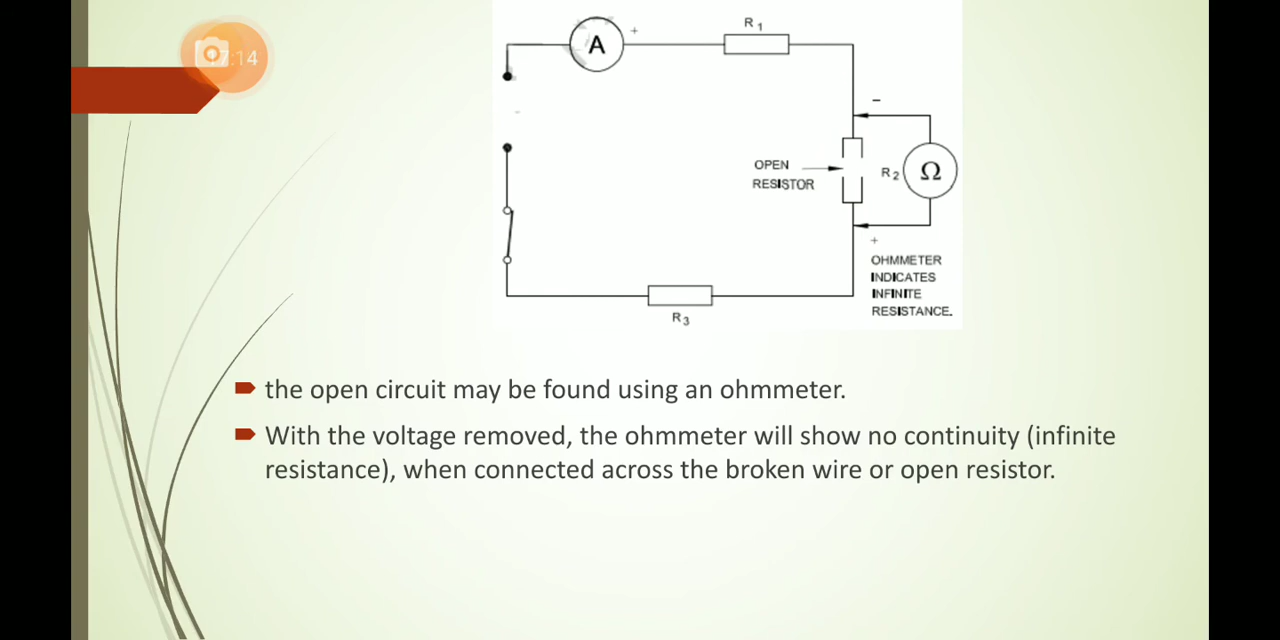 :14
A
+
R1
−
OPEN
RESISTOR
R2
Ω
+
OHMMETER
INDICATES
INFINITE
RESISTANCE.
R3
the open circuit may be found using an ohmmeter.
With the voltage removed, the ohmmeter will show no continuity (infinite
resistance), when connected across the broken wire or open resistor.